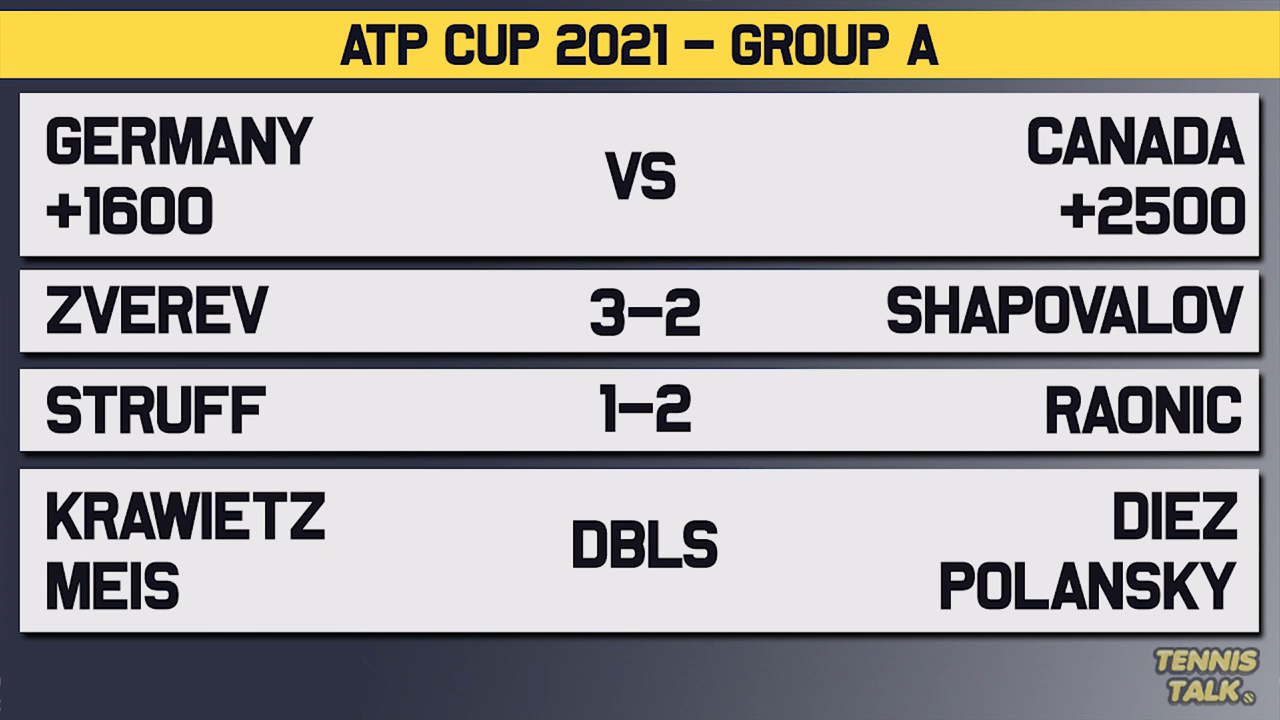 ATP CUP 2021 – GROUP A
GERMANY
+1600
VS
CANADA
+2500
ZVEREV 3–2 SHAPOVALOV
STRUFF 1–2 RAONIC
KRAWIETZ
MEIS
DBLS
DIEZ
POLANSKY
TENNIS
TALK